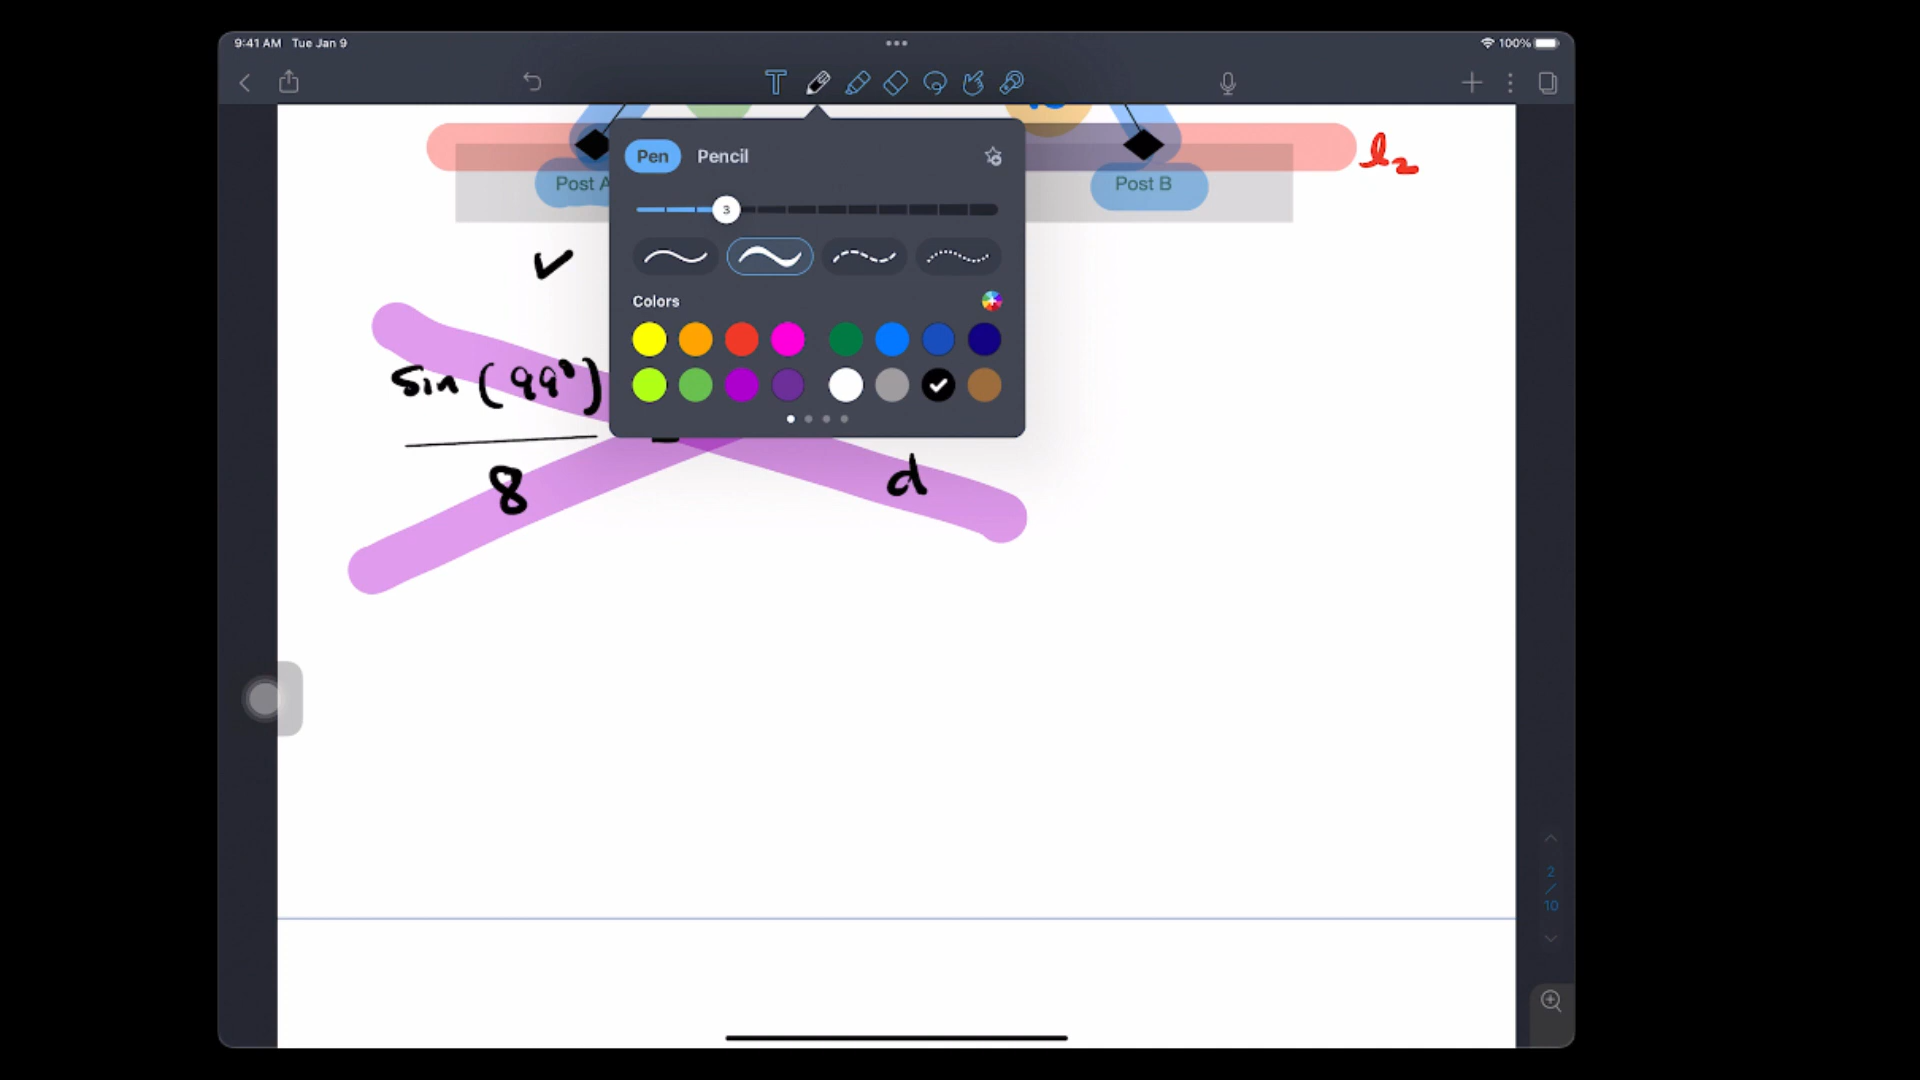 9:41 AM Tue Jan 9
100%
l₂
Post A
Post B
Pen Pencil
3
Colors
sin (99°)
8
d
2
/
10